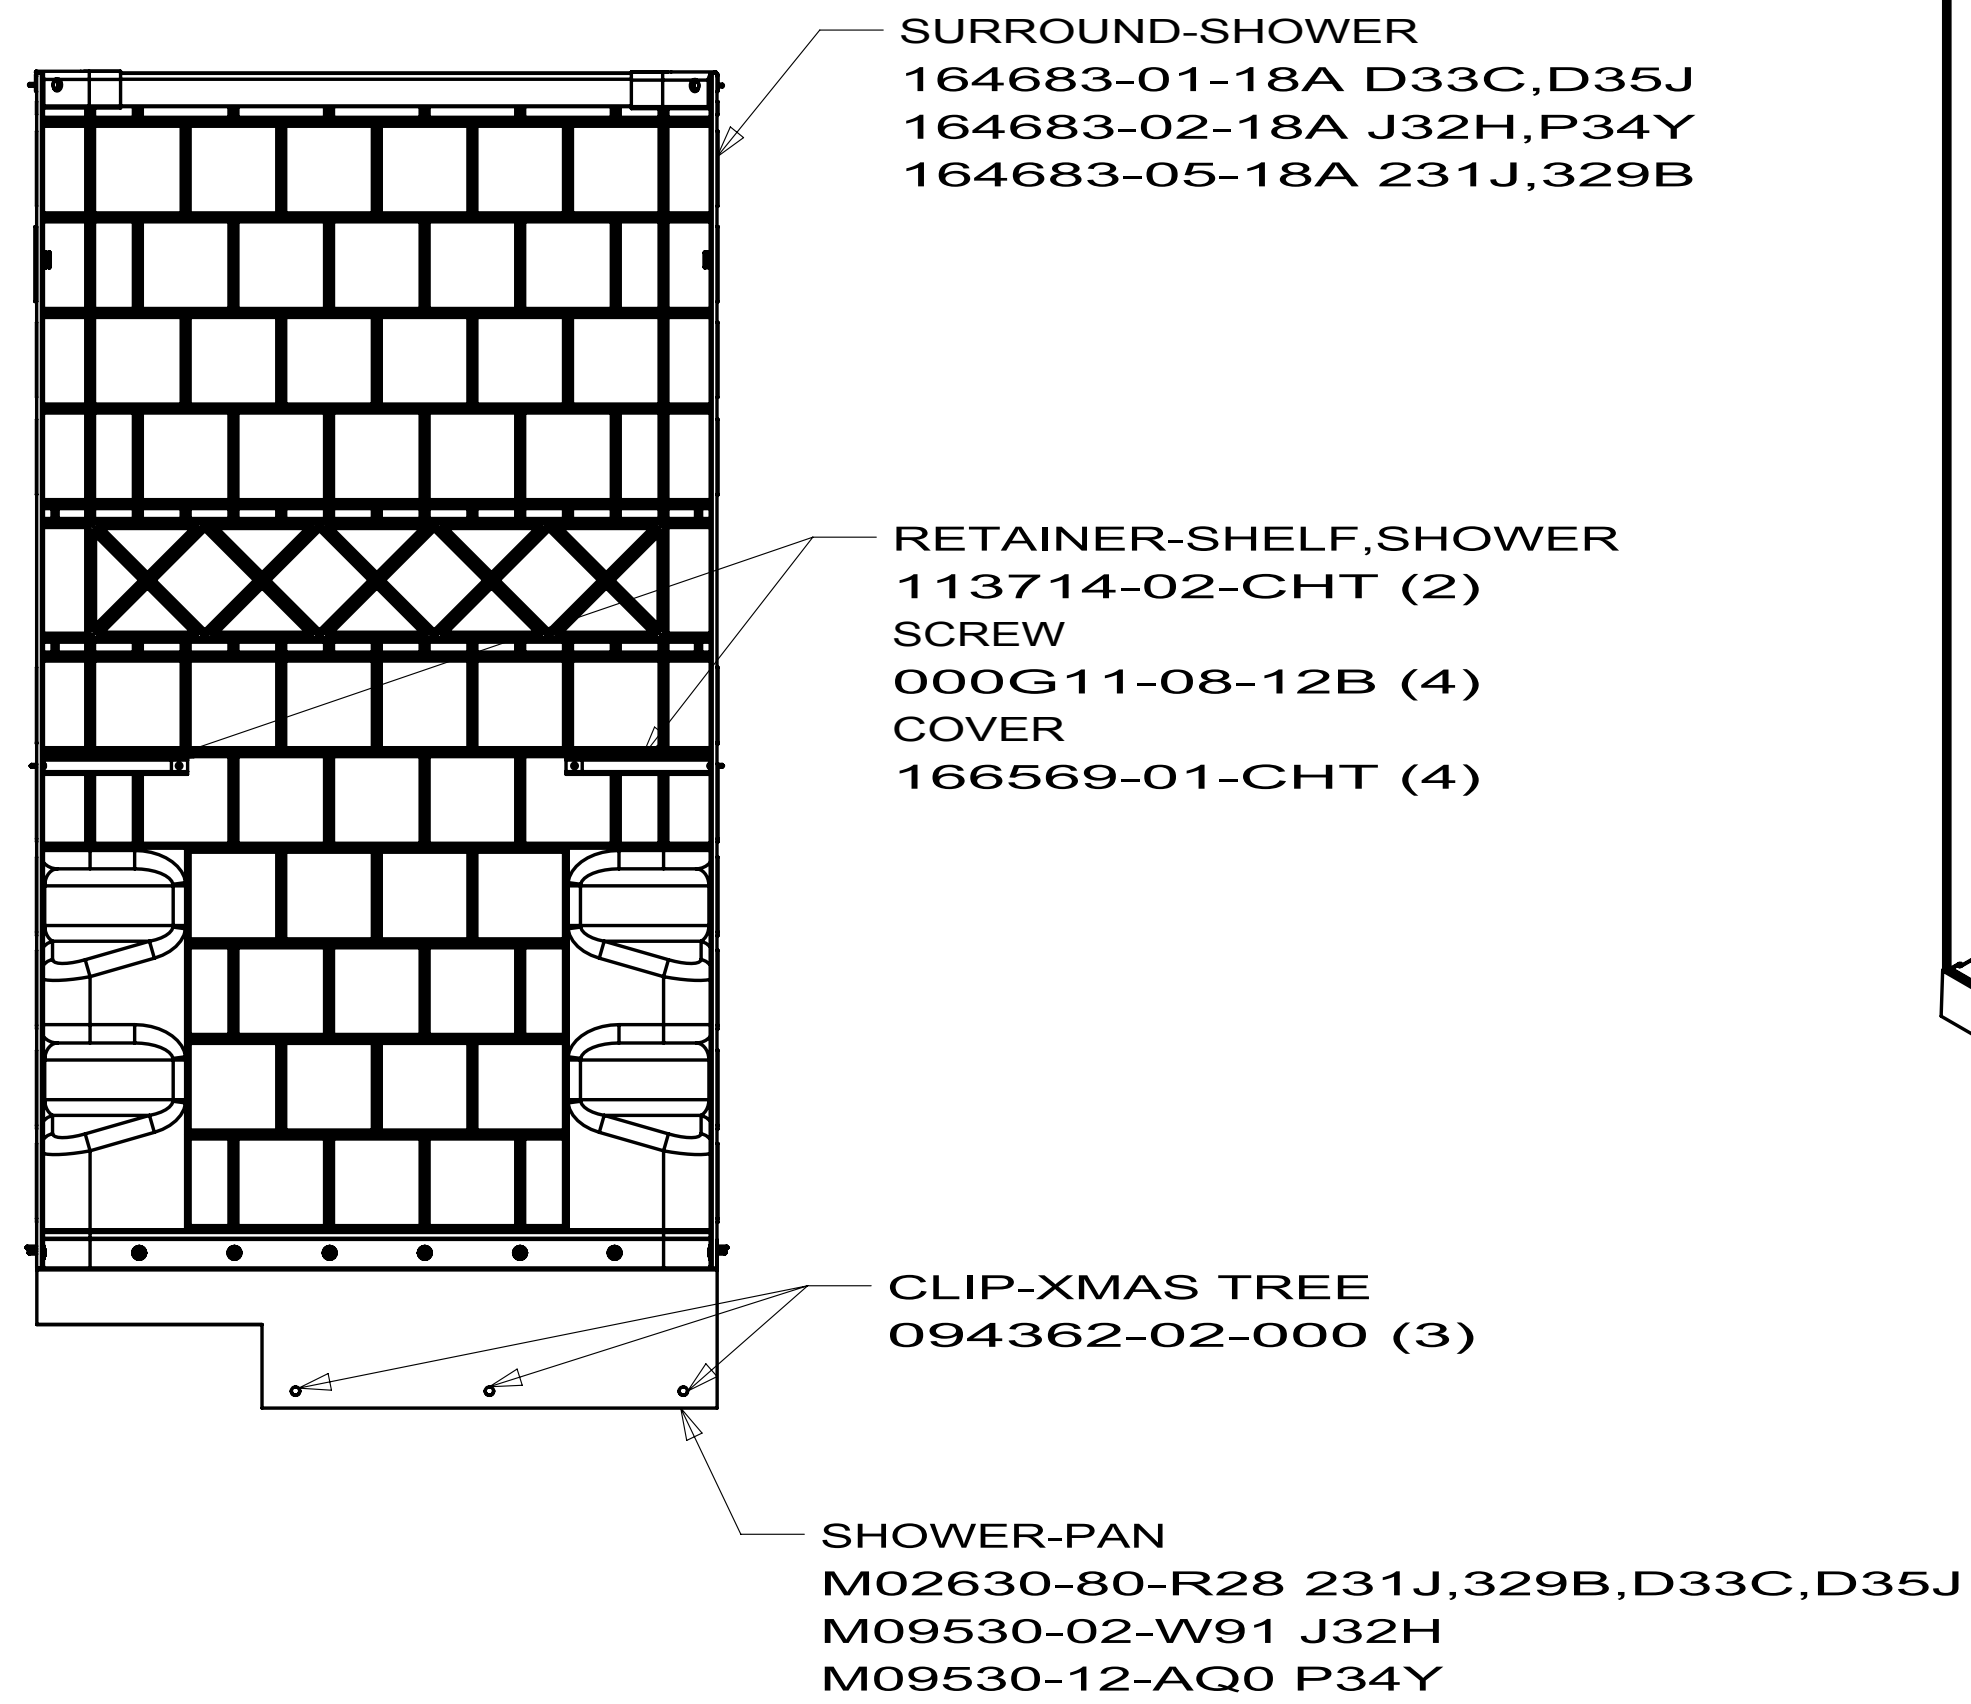 SURROUND-SHOWER
164683-01-18A D33C,D35J
164683-02-18A J32H,P34Y
164683-05-18A 231J,329B
RETAINER-SHELF,SHOWER
113714-02-CHT (2)
SCREW
000G11-08-12B (4)
COVER
166569-01-CHT (4)
CLIP-XMAS TREE
094362-02-000 (3)
SHOWER-PAN
M02630-80-R28 231J,329B,D33C,D35J
M09530-02-W91 J32H
M09530-12-AQ0 P34Y